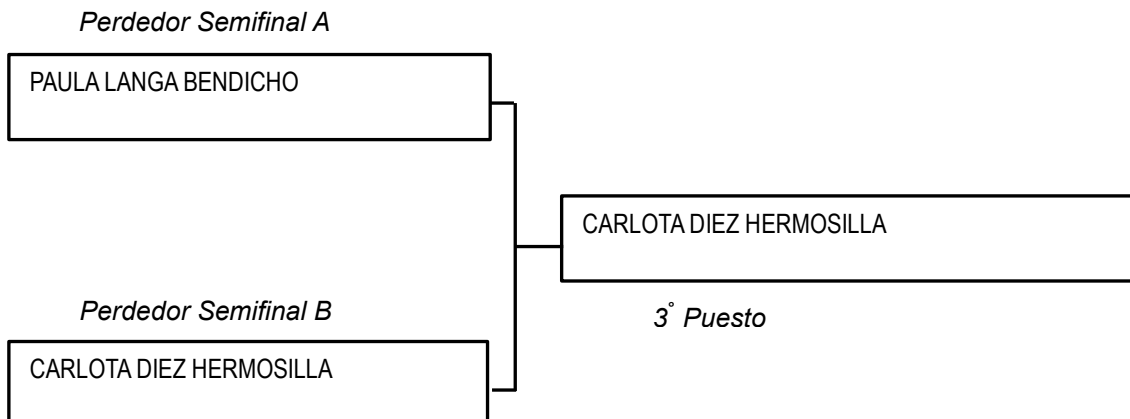 Perdedor Semifinal A
PAULA LANGA BENDICHO
CARLOTA DIEZ HERMOSILLA
3° Puesto
Perdedor Semifinal B
CARLOTA DIEZ HERMOSILLA